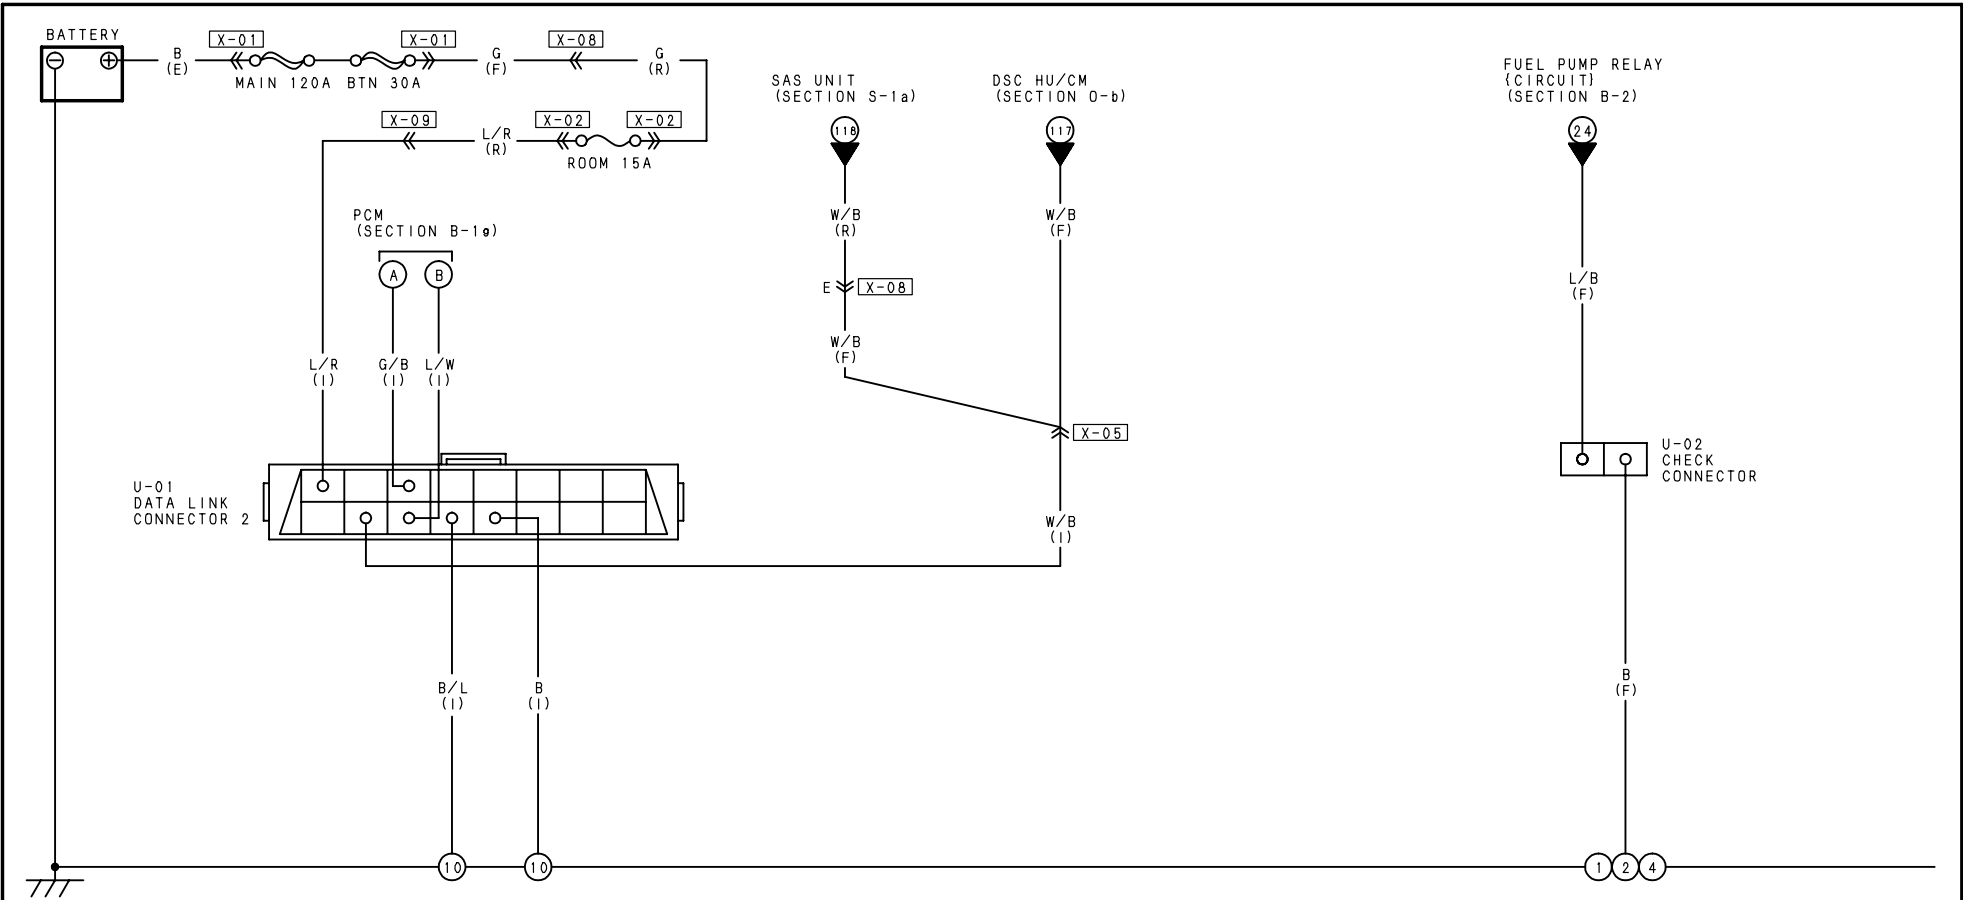 BATTERY
B
(E)
X-01
MAIN 120A
BTN 30A
X-01
G
(F)
X-08
G
(R)
X-09
L/R
(R)
X-02
X-02
ROOM 15A
SAS UNIT
(SECTION S-1a)
118
W/B
(R)
E
X-08
W/B
(F)
DSC HU/CM
(SECTION O-b)
117
W/B
(F)
X-05
W/B
(I)
FUEL PUMP RELAY
{CIRCUIT}
(SECTION B-2)
24
L/B
(F)
U-02
CHECK
CONNECTOR
B
(F)
PCM
(SECTION B-1g)
A
B
L/R
(I)
G/B
(I)
L/W
(I)
U-01
DATA LINK
CONNECTOR 2
B/L
(I)
B
(I)
10
10
1
2
4